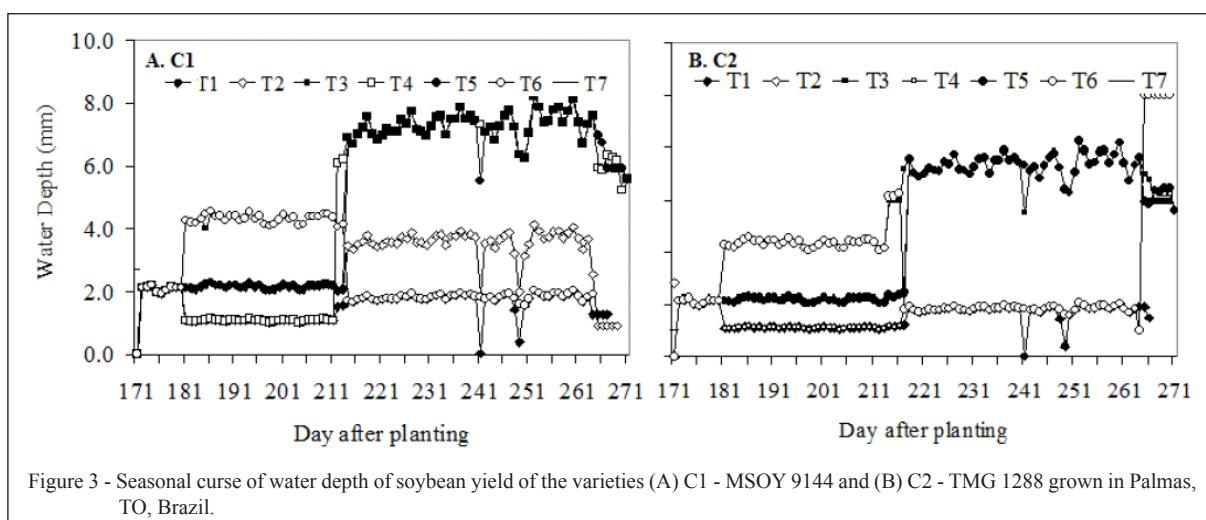 A. C1
T1 T2 T3 T4 T5 T6 T7
B. C2
T1 T2 T3 T4 T5 T6 T7
Water Depth (mm)
10.0
8.0
6.0
4.0
2.0
0.0
171 181 191 201 211 221 231 241 251 261 271
171 181 191 201 211 221 231 241 251 261 271
Day after planting
Day after planting
Figure 3 - Seasonal curse of water depth of soybean yield of the varieties (A) C1 - MSOY 9144 and (B) C2 - TMG 1288 grown in Palmas,
TO, Brazil.